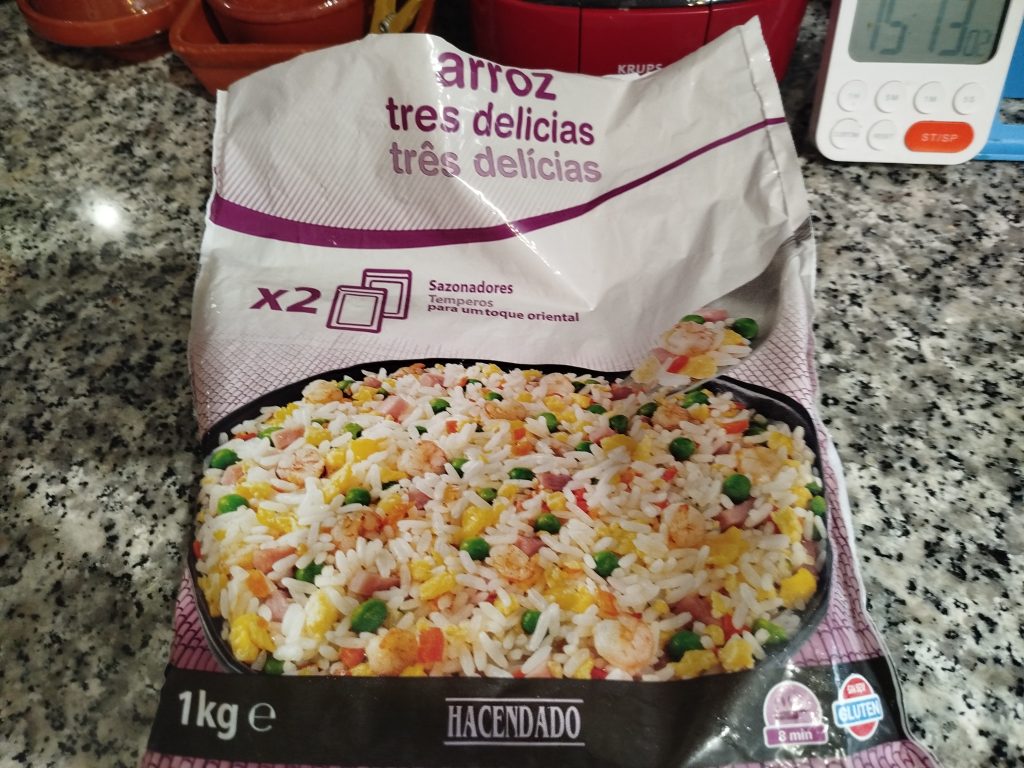 arroz
tres delicias
três delícias
x2
Sazonadores
Temperos
para um toque oriental
1kg e
HACENDADO
8 min
GLUTEN
KRUPS
ST/SP